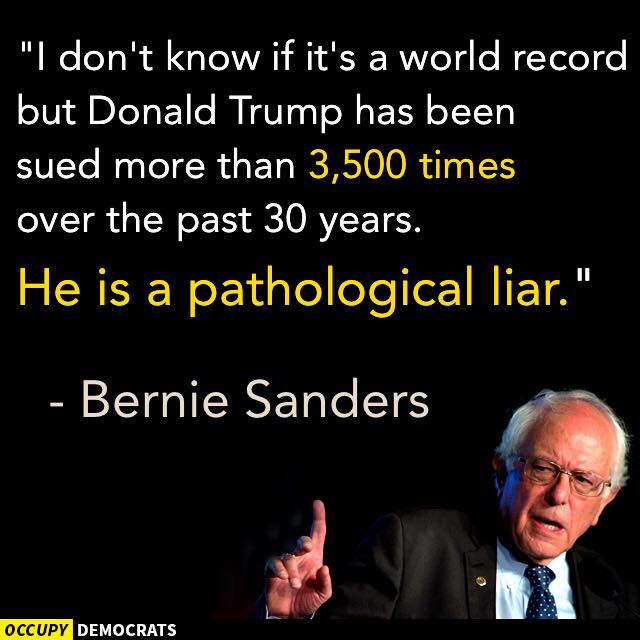 "I don't know if it's a world record
but Donald Trump has been
sued more than 3,500 times
over the past 30 years.
He is a pathological liar."
- Bernie Sanders
OCCUPY DEMOCRATS